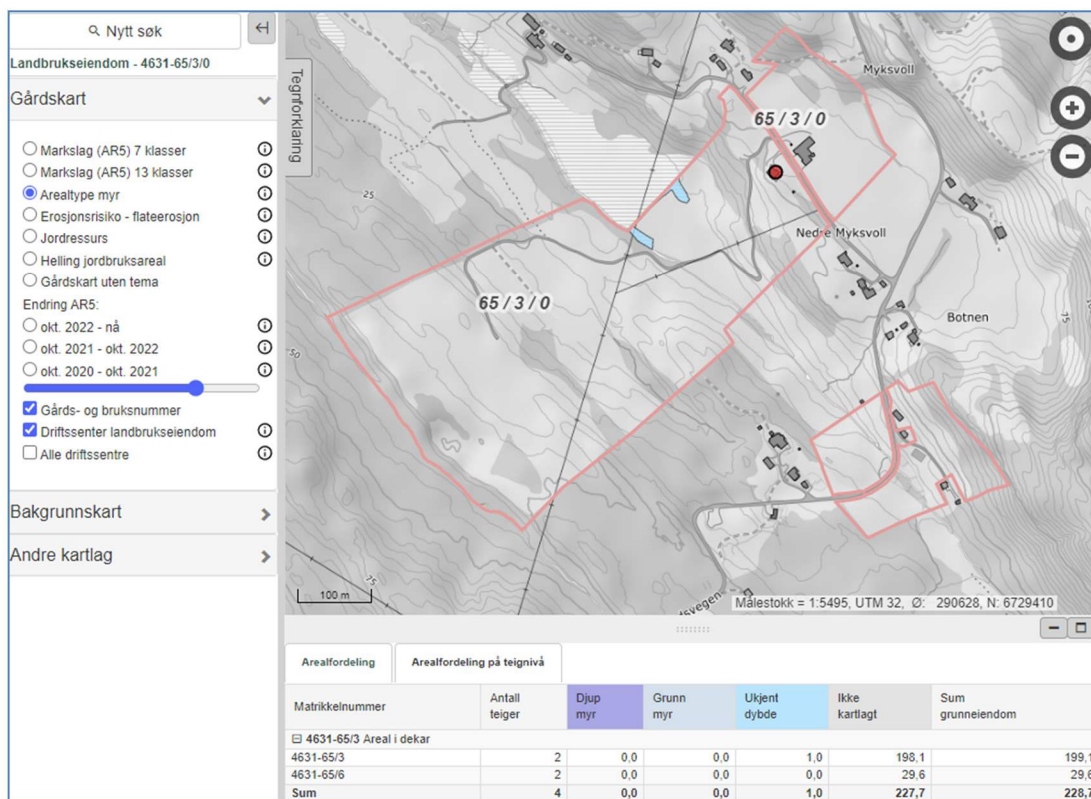 Nytt søk
Landbrukseiendom - 4631-65/3/0
Gårdskart
Markslag (AR5) 7 klasser
Markslag (AR5) 13 klasser
Arealtype myr
Erosjonsrisiko - flateerosjon
Jordressurs
Helling jordbruksareal
Gårdskart uten tema
Endring AR5:
okt. 2022 - nå
okt. 2021 - okt. 2022
okt. 2020 - okt. 2021
Gårds- og bruksnummer
Driftssenter landbrukseiendom
Alle driftssentre
Bakgrunnskart
Andre kartlag
Tegnforklaring
Myksvoll
65 / 3 / 0
25
Nedre Myksvoll
65 / 3 / 0
Botnen
75
50
75
100 m
Målestokk = 1:5495, UTM 32, Ø: 290628, N: 6729410
Arealfordeling
Arealfordeling på teignivå
Matrikkelnummer Antall teiger Djup myr Grunn myr Ukjent dybde Ikke kartlagt Sum grunneiendom
4631-65/3 Areal i dekar
4631-65/3 2 0,0 0,0 1,0 198,1 199,1
4631-65/6 2 0,0 0,0 0,0 29,6 29,6
Sum 4 0,0 0,0 1,0 227,7